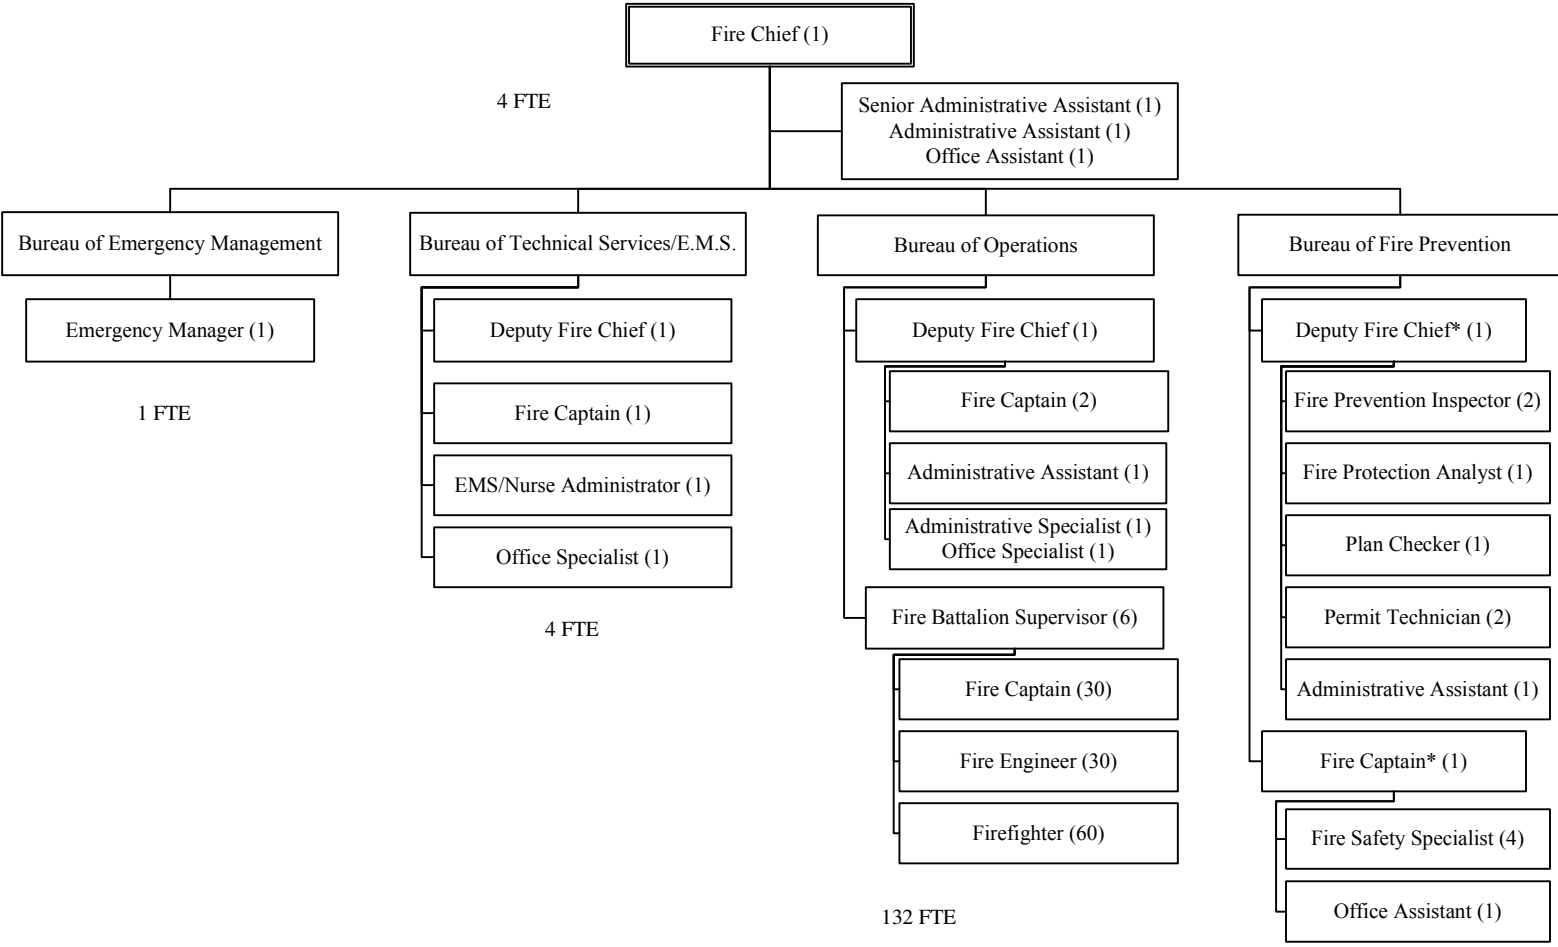 Fire Chief (1)
4 FTE
Senior Administrative Assistant (1)
Administrative Assistant (1)
Office Assistant (1)
Bureau of Emergency Management
Emergency Manager (1)
1 FTE
Bureau of Technical Services/E.M.S.
Deputy Fire Chief (1)
Fire Captain (1)
EMS/Nurse Administrator (1)
Office Specialist (1)
4 FTE
Bureau of Operations
Deputy Fire Chief (1)
Fire Captain (2)
Administrative Assistant (1)
Administrative Specialist (1)
Office Specialist (1)
Fire Battalion Supervisor (6)
Fire Captain (30)
Fire Engineer (30)
Firefighter (60)
132 FTE
Bureau of Fire Prevention
Deputy Fire Chief* (1)
Fire Prevention Inspector (2)
Fire Protection Analyst (1)
Plan Checker (1)
Permit Technician (2)
Administrative Assistant (1)
Fire Captain* (1)
Fire Safety Specialist (4)
Office Assistant (1)